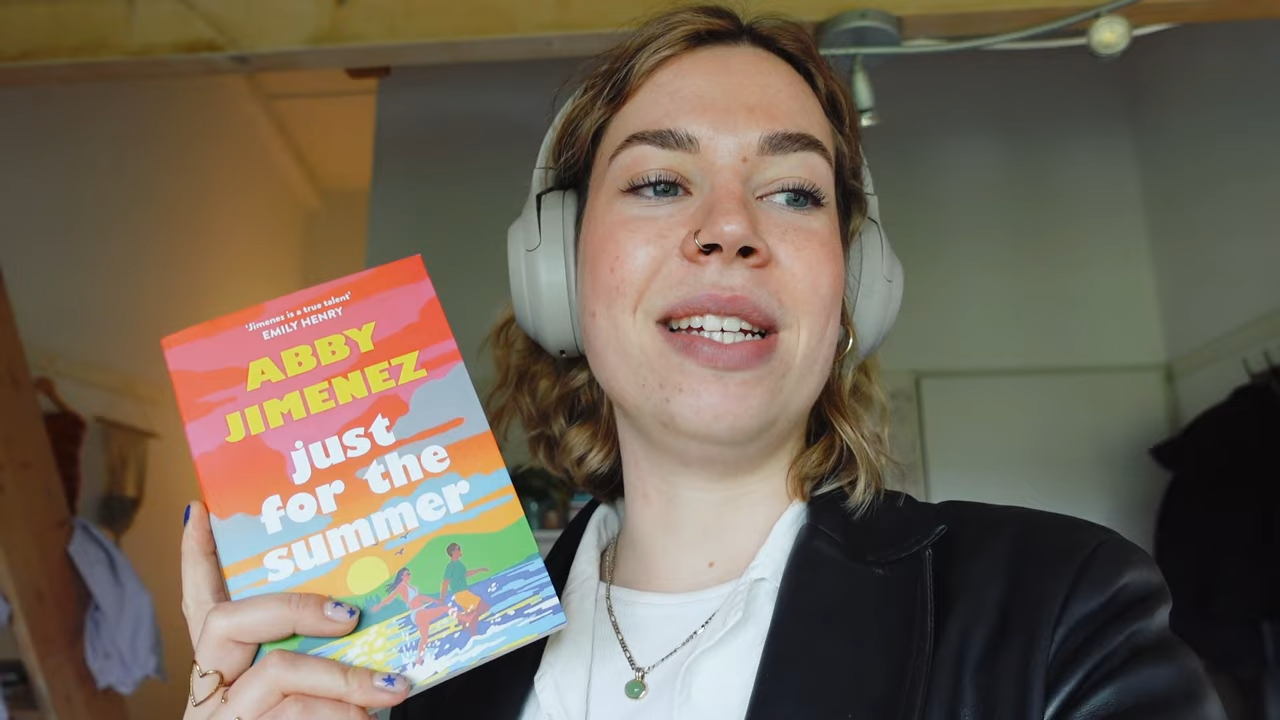 'Jimenez is a true talent'
EMILY HENRY
ABBY
JIMENEZ
just
for the
summer